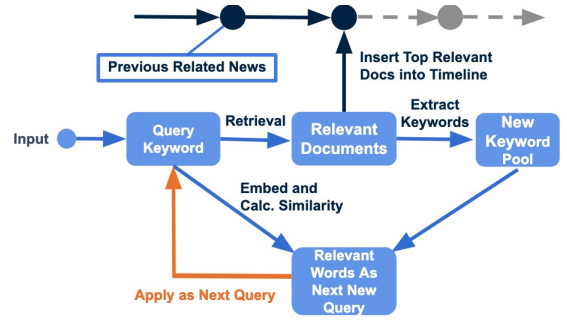 Previous Related News
Insert Top Relevant
Docs into Timeline
Input
Query
Keyword
Retrieval
Relevant
Documents
Extract
Keywords
New
Keyword
Pool
Embed and
Calc. Similarity
Relevant
Words As
Next New
Query
Apply as Next Query